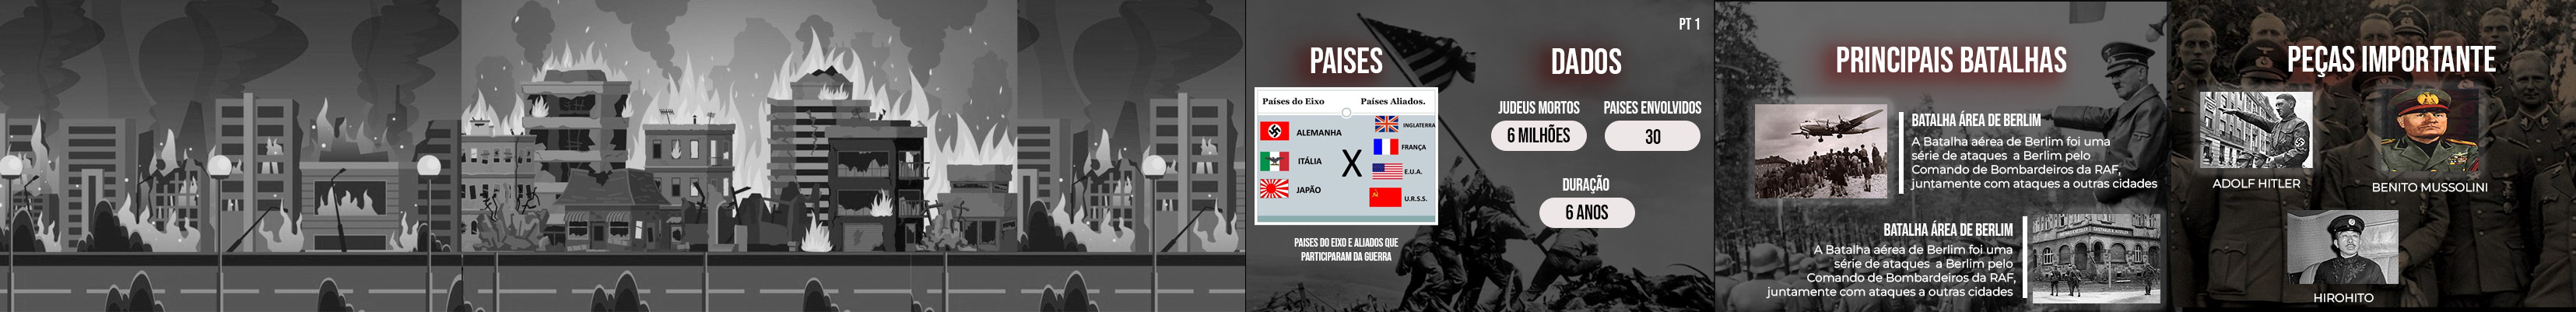 PT 1
PAISES
Países do Eixo
Países Aliados.
ALEMANHA
ITÁLIA
JAPÃO
X
INGLATERRA
FRANÇA
E.U.A.
U.R.S.S.
PAISES DO EIXO E ALIADOS QUE
PARTICIPARAM DA GUERRA
DADOS
JUDEUS MORTOS
6 MILHÕES
PAISES ENVOLVIDOS
30
DURAÇÃO
6 ANOS
PRINCIPAIS BATALHAS
BATALHA ÁREA DE BERLIM
A Batalha aérea de Berlim foi uma
série de ataques a Berlim pelo
Comando de Bombardeiros da RAF,
juntamente com ataques a outras cidades
BATALHA ÁREA DE BERLIM
A Batalha aérea de Berlim foi uma
série de ataques a Berlim pelo
Comando de Bombardeiros da RAF,
juntamente com ataques a outras cidades
PEÇAS IMPORTANTE
ADOLF HITLER
BENITO MUSSOLINI
HIROHITO